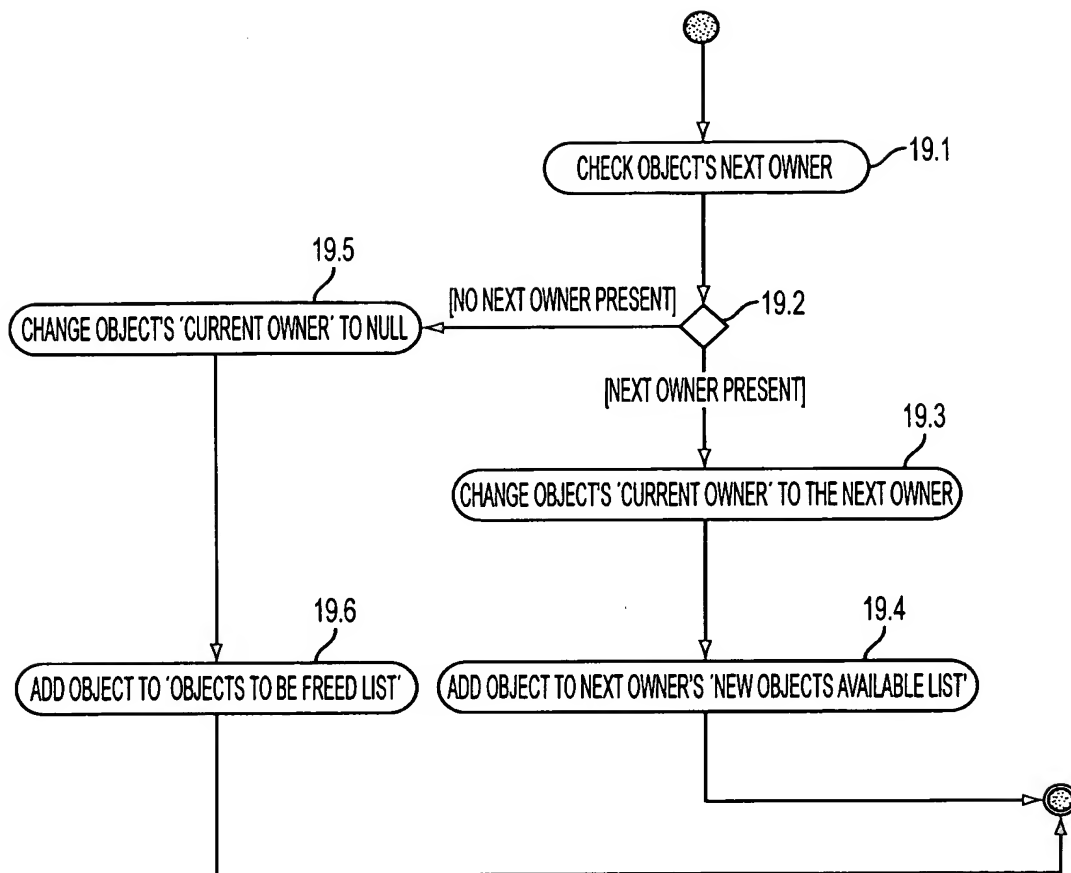 CHECK OBJECT'S NEXT OWNER
19.1
19.5
[NO NEXT OWNER PRESENT]
19.2
CHANGE OBJECT'S 'CURRENT OWNER' TO NULL
[NEXT OWNER PRESENT]
19.3
CHANGE OBJECT'S 'CURRENT OWNER' TO THE NEXT OWNER
19.6
19.4
ADD OBJECT TO 'OBJECTS TO BE FREED LIST'
ADD OBJECT TO NEXT OWNER'S 'NEW OBJECTS AVAILABLE LIST'